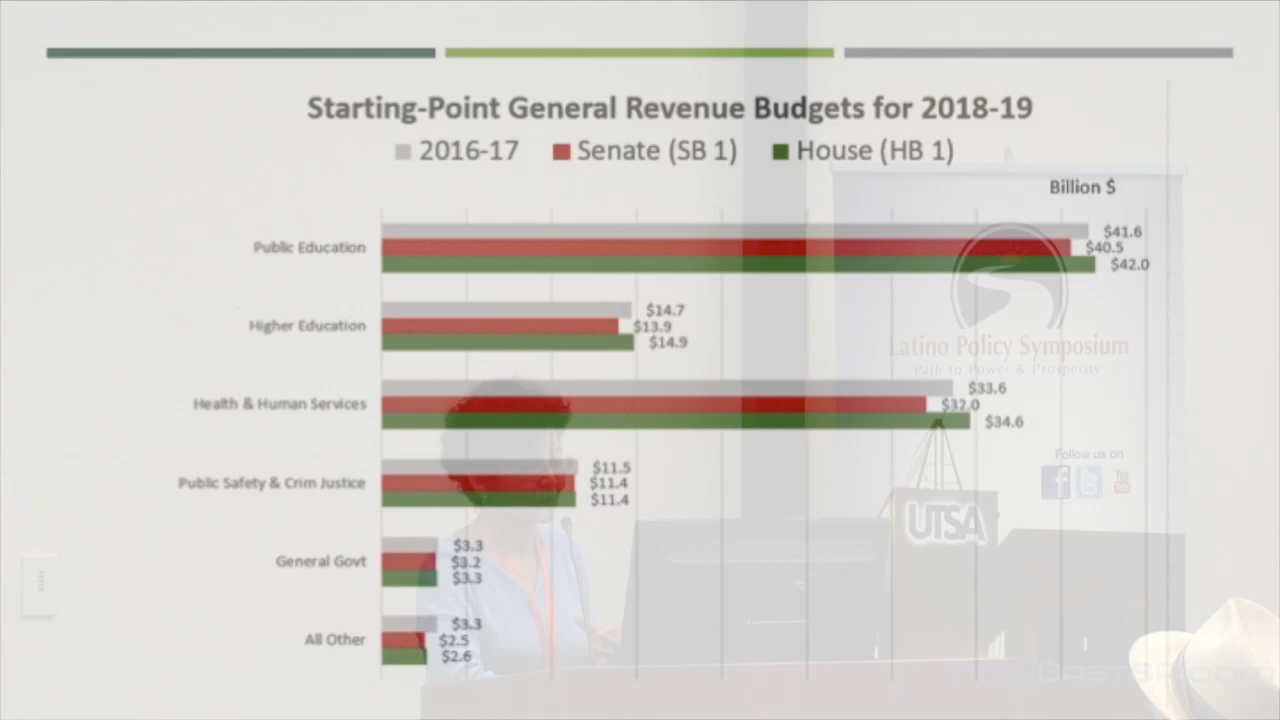 Starting-Point General Revenue Budgets for 2018-19
2016-17 Senate (SB 1) House (HB 1)
Billion $
Public Education
$41.6
$40.5
$42.0
Higher Education
$14.7
$13.9
$14.9
Latino Policy Symposium
Path to Power & Prosperity
Health & Human Services
$33.6
$32.0
$34.6
Follow us on
f
You
UTSA
Public Safety & Crim Justice
$11.5
$11.4
$11.4
General Govt
$3.3
$3.2
$3.3
All Other
$3.3
$2.5
$2.6